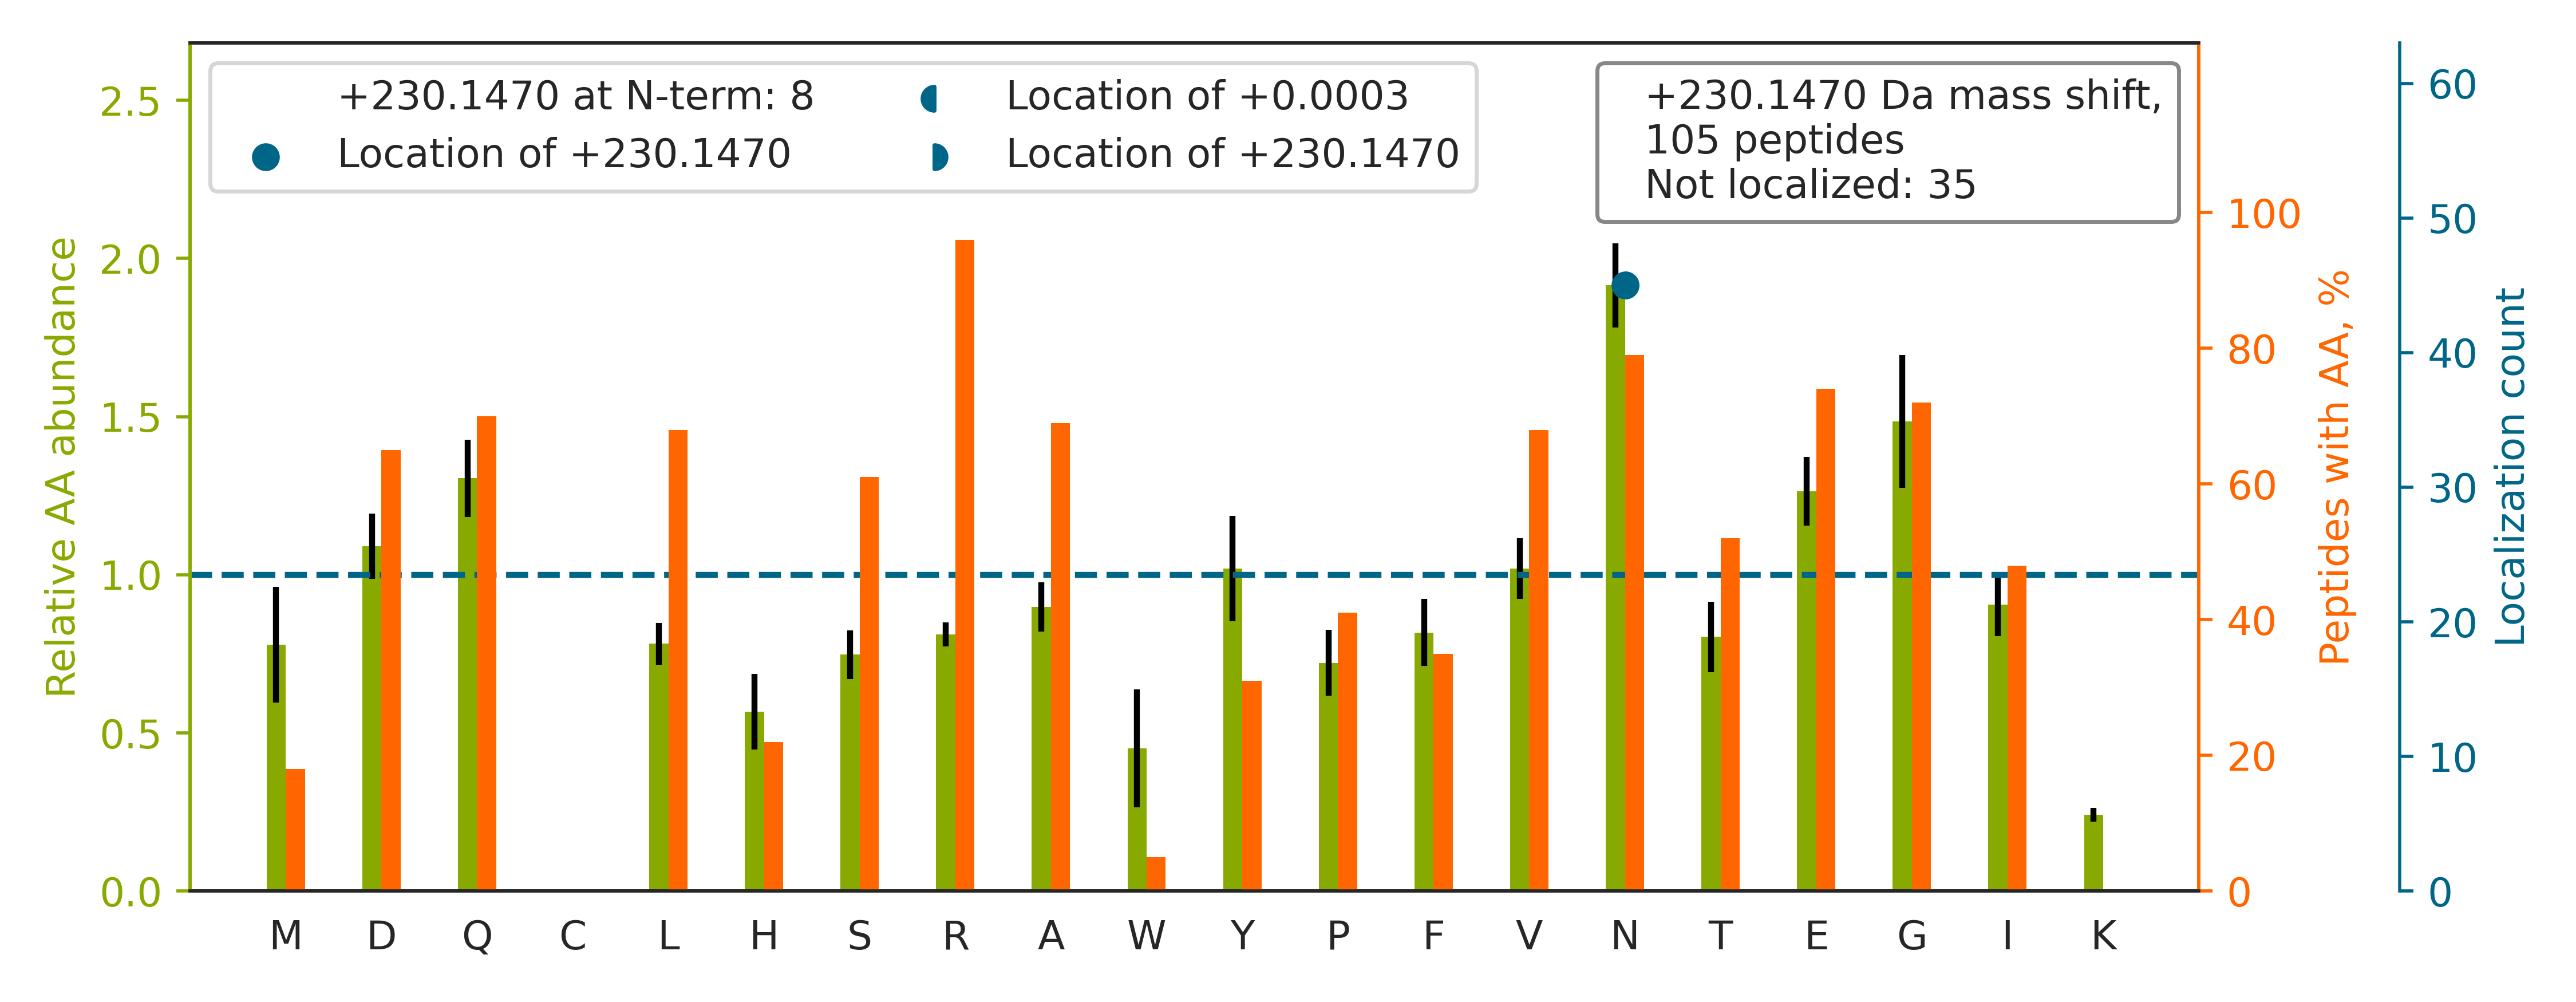 +230.1470 at N-term: 8
Location of +230.1470
Location of +0.0003
Location of +230.1470
+230.1470 Da mass shift,
105 peptides
Not localized: 35
Relative AA abundance
2.5
2.0
1.5
1.0
0.5
0.0
M D Q C L H S R A W Y P F V N T E G I K
100
80
60
40
20
0
Peptides with AA, %
60
50
40
30
20
10
0
Localization count